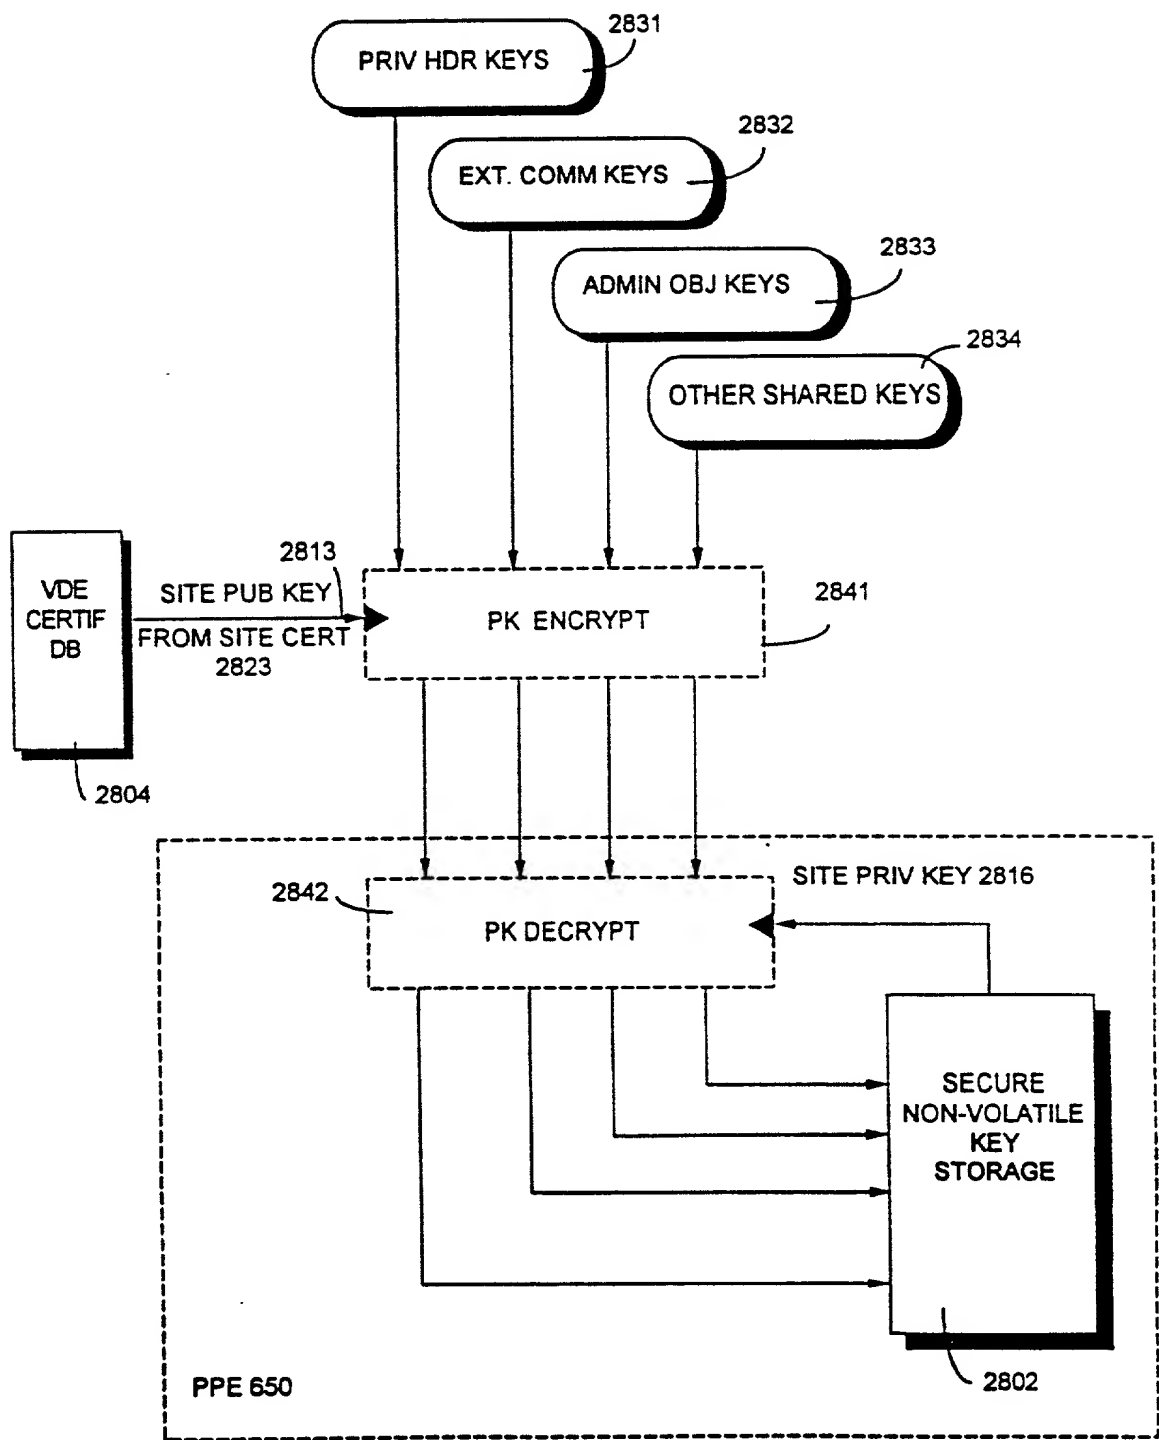 2831
PRIV HDR KEYS
2832
EXT. COMM KEYS
2833
ADMIN OBJ KEYS
2834
OTHER SHARED KEYS
2813
VDE
CERTIF
DB
SITE PUB KEY
FROM SITE CERT
2823
PK ENCRYPT
2841
2804
2842
PK DECRYPT
SITE PRIV KEY 2816
SECURE
NON-VOLATILE
KEY
STORAGE
PPE 650
2802